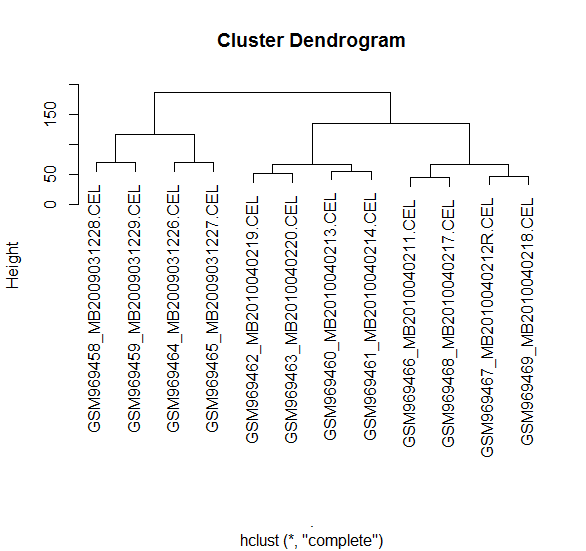 Cluster Dendrogram
Height
150
50
0
GSM969458_MB2009031228.CEL
GSM969459_MB2009031229.CEL
GSM969464_MB2009031226.CEL
GSM969465_MB2009031227.CEL
GSM969462_MB2010040219.CEL
GSM969463_MB2010040220.CEL
GSM969460_MB2010040213.CEL
GSM969461_MB2010040214.CEL
GSM969466_MB2010040211.CEL
GSM969468_MB2010040217.CEL
GSM969467_MB2010040212R.CEL
GSM969469_MB2010040218.CEL
.
hclust (*, "complete")